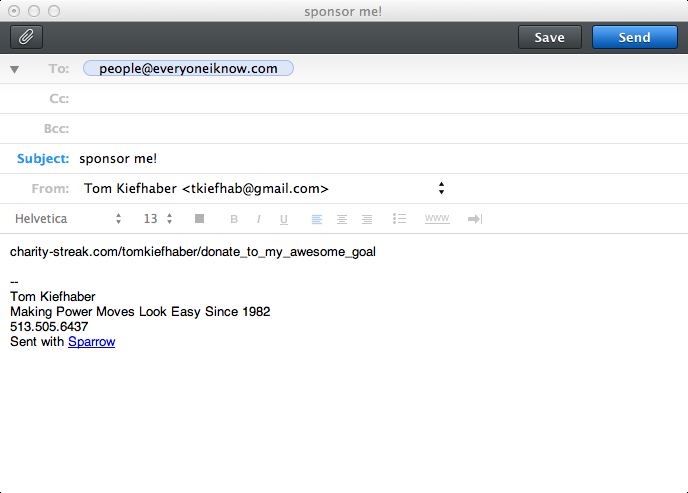 sponsor me!
Save Send
To: people@everyoneiknow.com
Cc:
Bcc:
Subject: sponsor me!
From: Tom Kiefhaber <tkiefhab@gmail.com>
Helvetica 13 B I U www
charity-streak.com/tomkiefhaber/donate_to_my_awesome_goal
--
Tom Kiefhaber
Making Power Moves Look Easy Since 1982
513.505.6437
Sent with Sparrow